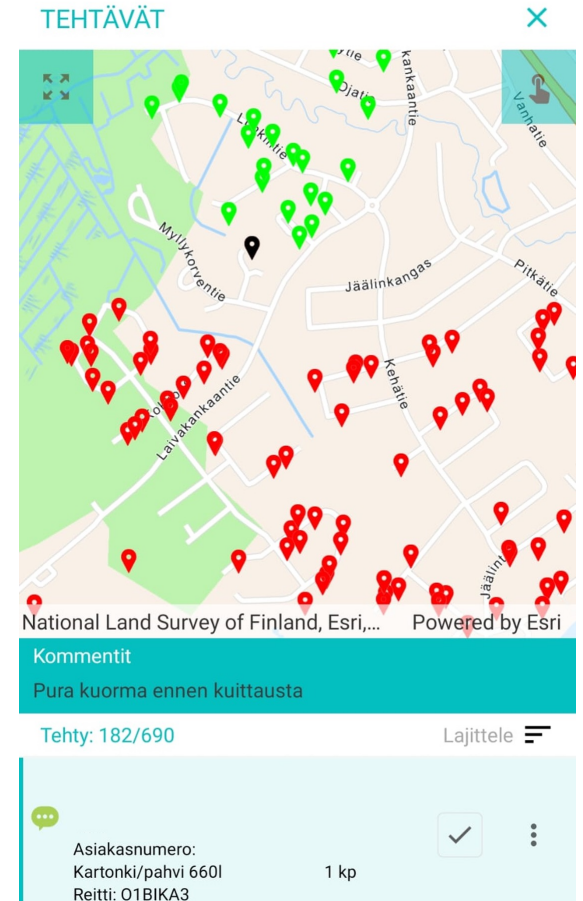 TEHTÄVÄT
kankaantie
Vanhatie
Myllykorventie
Jäälinkangas
Pitkätie
Kehätie
Laivakankaantie
National Land Survey of Finland, Esri,...
Powered by Esri
Kommentit
Pura kuorma ennen kuittausta
Tehty: 182/690
Lajittele
Asiakasnumero:
Kartonki/pahvi 660l
1 kp
Reitti: O1BIKA3